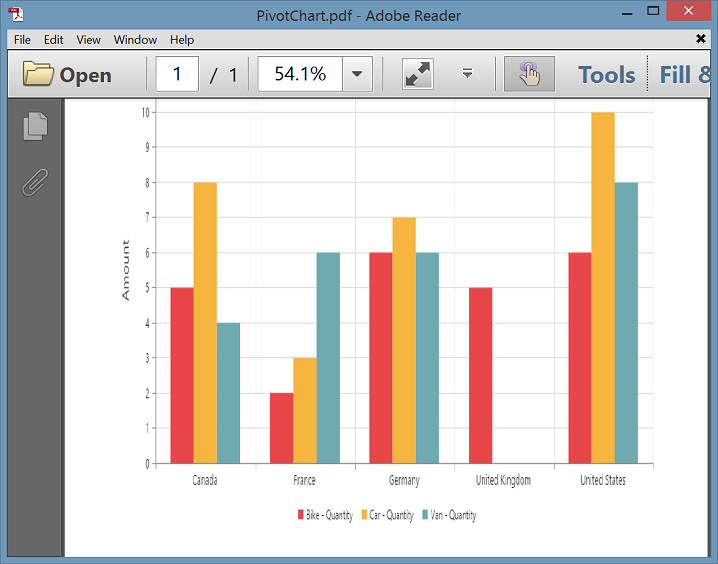 PivotChart.pdf - Adobe Reader
File Edit View Window Help
Open 1 / 1 54.1% Tools Fill &
10
9
8
7
6
5
4
3
2
1
0
Amount
Canada France Germany United Kingdom United States
Bike - Quantity Car - Quantity Van - Quantity